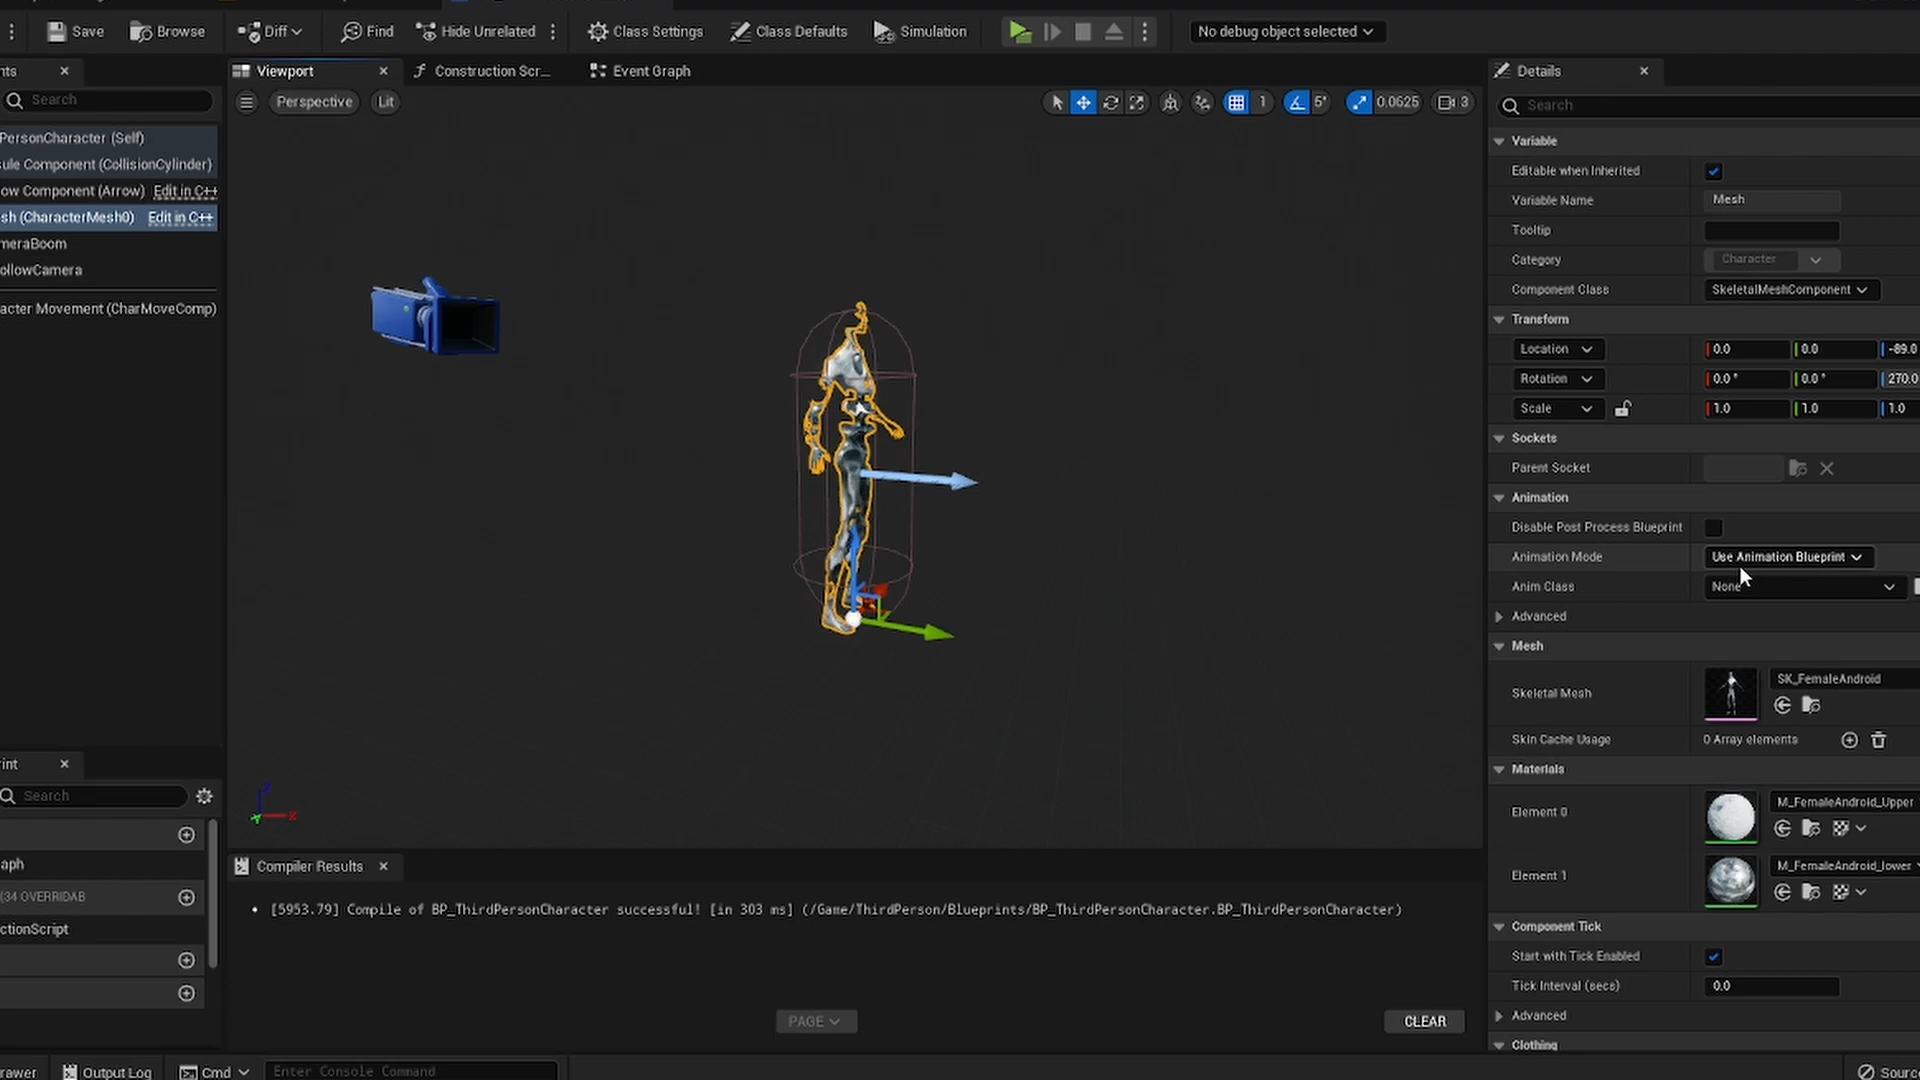 Save
Browse
Diff
Find
Hide Unrelated
Class Settings
Class Defaults
Simulation
No debug object selected
nts
Viewport
Construction Scr...
Event Graph
Details
Search
Perspective
Lit
1
5°
0.0625
3
Search
PersonCharacter (Self)
sule Component (CollisionCylinder)
ow Component (Arrow) Edit in C++
sh (CharacterMesh0) Edit in C++
meraBoom
ollowCamera
acter Movement (CharMoveComp)
Variable
Editable when Inherited
Variable Name Mesh
Tooltip
Category Character
Component Class SkeletalMeshComponent
Transform
Location 0.0 0.0 -89.0
Rotation 0.0° 0.0° 270.0
Scale 1.0 1.0 1.0
Sockets
Parent Socket
Animation
Disable Post Process Blueprint
Animation Mode Use Animation Blueprint
Anim Class None
Advanced
Mesh
Skeletal Mesh SK_FemaleAndroid
Skin Cache Usage 0 Array elements
Materials
Element 0 M_FemaleAndroid_Upper
Element 1 M_FemaleAndroid_lower
Component Tick
Start with Tick Enabled
Tick Interval (secs) 0.0
Advanced
Clothing
X
int
Search
aph
(34 OVERRIDAB
ctionScript
Compiler Results
• [5953.79] Compile of BP_ThirdPersonCharacter successful! [in 303 ms] (/Game/ThirdPerson/Blueprints/BP_ThirdPersonCharacter.BP_ThirdPersonCharacter)
PAGE
CLEAR
rawer
Output Log
Cmd
Enter Console Command
Sourc